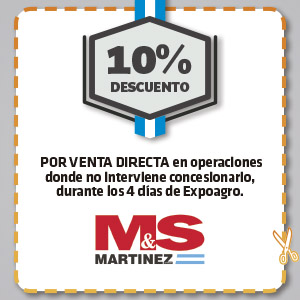 10%
DESCUENTO
POR VENTA DIRECTA en operaciones
donde no interviene concesionario,
durante los 4 días de Expoagro.
M&S
MARTINEZ